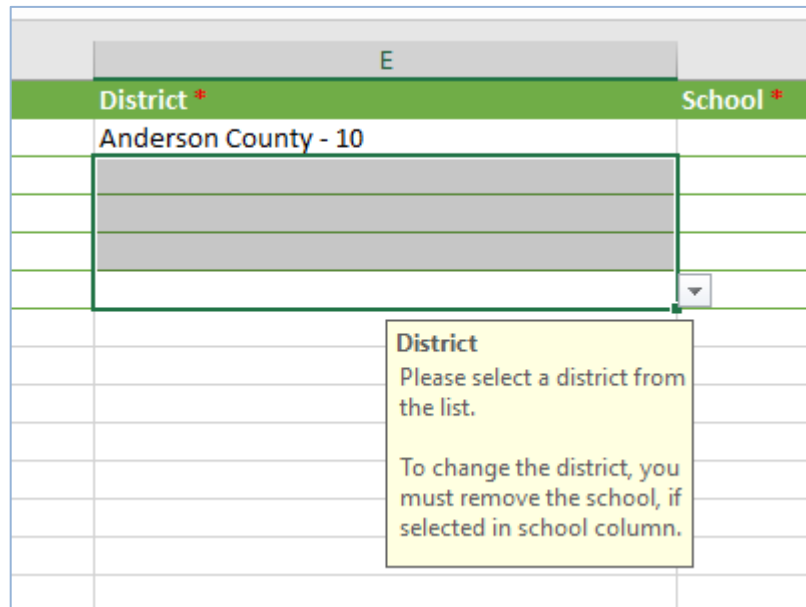 E
District * School *
Anderson County - 10
District
Please select a district from
the list.
To change the district, you
must remove the school, if
selected in school column.